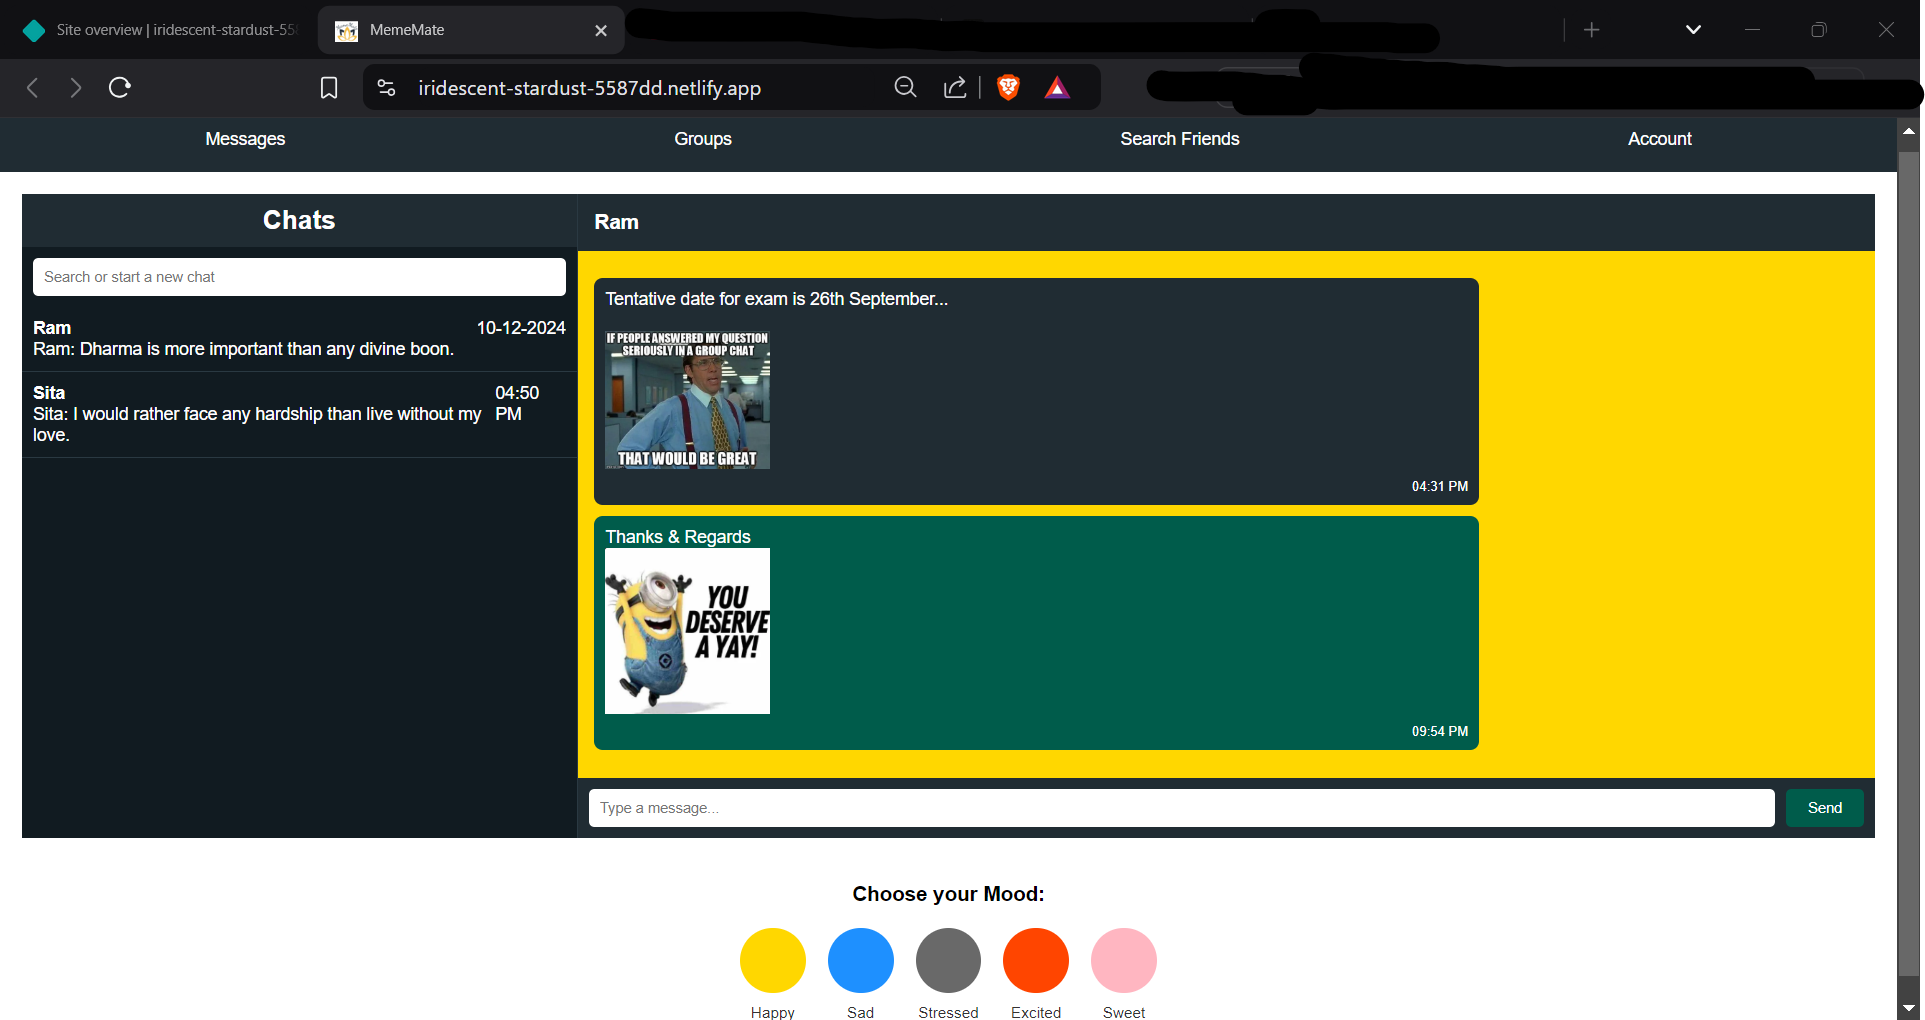 Site overview | iridescent-stardust-55
MemeMate
iridescent-stardust-5587dd.netlify.app
Messages
Groups
Search Friends
Account
Chats
Search or start a new chat
Ram
10-12-2024
Ram: Dharma is more important than any divine boon.
Sita
04:50
Sita: I would rather face any hardship than live without my
PM
love.
Ram
Tentative date for exam is 26th September...
IF PEOPLE ANSWERED MY QUESTION
SERIOUSLY IN A GROUP CHAT
THAT WOULD BE GREAT
04:31 PM
Thanks & Regards
YOU
DESERVE
A YAY!
09:54 PM
Type a message...
Send
Choose your Mood:
Happy
Sad
Stressed
Excited
Sweet